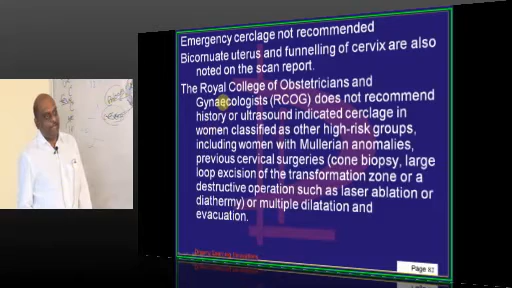 Emergency cerclage not recommended
Bicornuate uterus and funnelling of cervix are also
noted on the scan report.
The Royal College of Obstetricians and
Gynaecologists (RCOG) does not recommend
history or ultrasound indicated cerclage in
women classified as other high-risk groups,
including women with Mullerian anomalies,
previous cervical surgeries (cone biopsy, large
loop excision of the transformation zone or a
destructive operation such as laser ablation or
diathermy) or multiple dilatation and
evacuation.